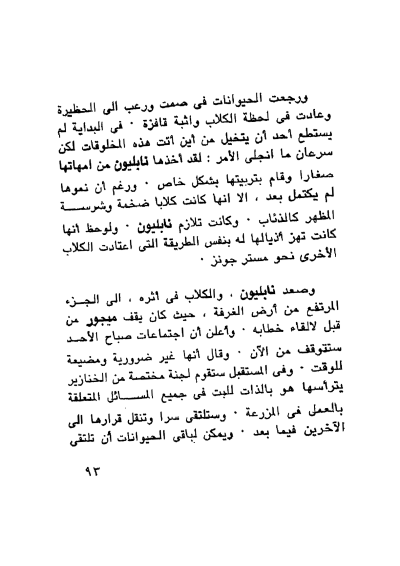 ورجعت الحيوانات فى صمت ورعب الى الحظيرة
وعادت فى لحظة الكلاب واثبة قافزة ٠ فى البداية لم
يستطع أحد أن يتخيل من أين أتت هذه المخلوقات لكن
سرعان ما انجلى الأمر : لقد أخذها نابليون من امهاتها
صغارا وقام بتربيتها بشكل خاص ٠ ورغم أن نموها
لم يكتمل بعد ، الا انها كانت كلابا ضخمة وشرســـة
المظهر كالذئاب ٠ وكانت تلازم نابليون ٠ ولوحظ أنها
كانت تهز أذيالها له بنفس الطريقة التى اعتادت الكلاب
الأخرى نحو مستر جونز ٠
وصعد نابليون ، والكلاب فى أثره ، الى الجـزء
المرتفع من أرض الغرفة ، حيث كان يقف ميجور من
قبل لالقاء خطابه ٠ وأعلن أن اجتماعات صباح الأحـد
ستتوقف من الآن ٠ وقال أنها غير ضرورية ومضيعة
للوقت ٠ وفى المستقبل ستقوم لجنة مختصة من الخنازير
يترأسها هو بالذات للبت فى جميع المســـائل المتعلقة
بالعمل فى المزرعة ٠ وستلتقى سرا وتنقل قرارها الى
الآخرين فيما بعد ٠ ويمكن لباقى الحيوانات أن تلتقى
٩٣